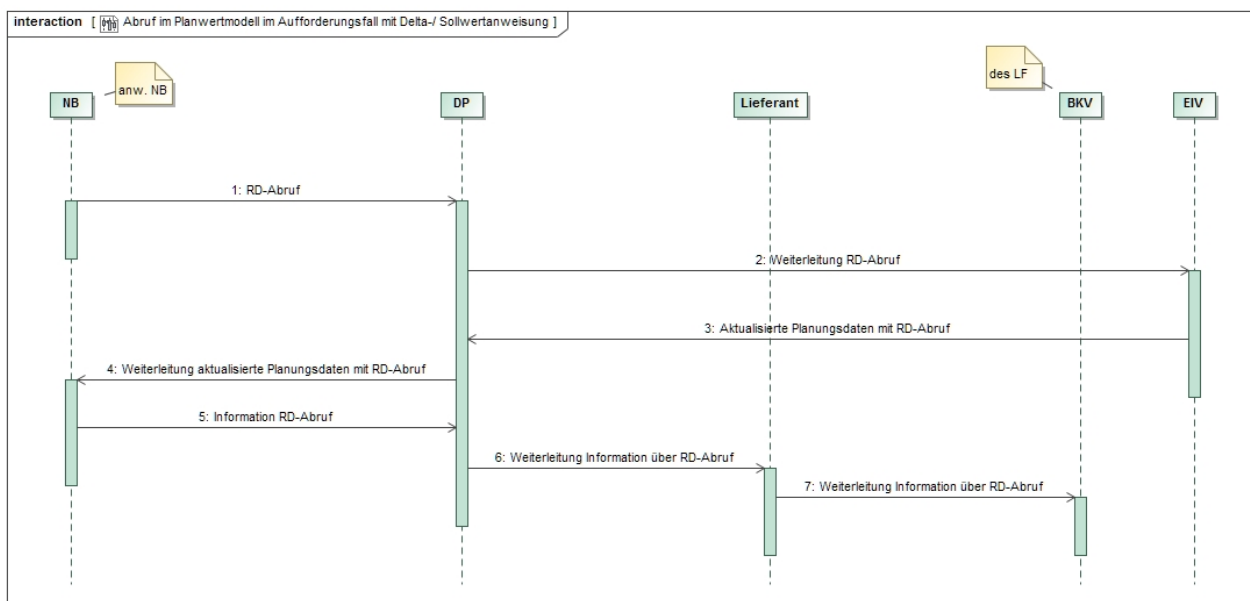 interaction [ Abruf im Planwertmodell im Aufforderungsfall mit Delta-/ Sollwertanweisung ]
anw. NB
des LF
NB
DP
Lieferant
BKV
EIV
1: RD-Abruf
2: Weiterleitung RD-Abruf
3: Aktualisierte Planungsdaten mit RD-Abruf
4: Weiterleitung aktualisierte Planungsdaten mit RD-Abruf
5: Information RD-Abruf
6: Weiterleitung Information über RD-Abruf
7: Weiterleitung Information über RD-Abruf